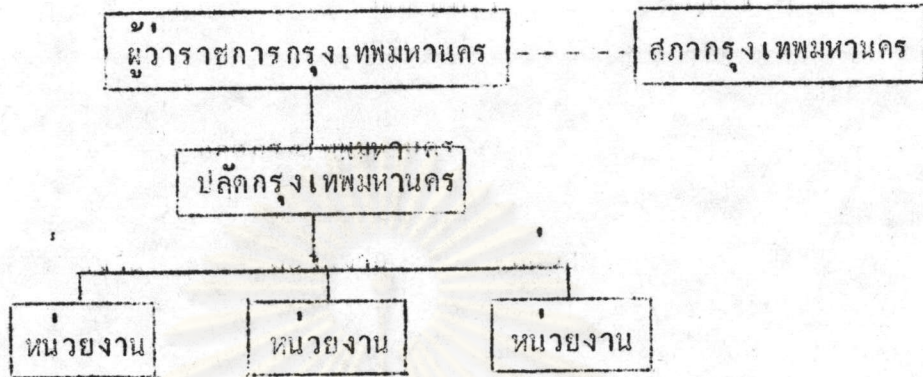 ผู้ว่าราชการกรุงเทพมหานคร
สภากรุงเทพมหานคร
ปลัดกรุงเทพมหานคร
หน่วยงาน หน่วยงาน หน่วยงาน